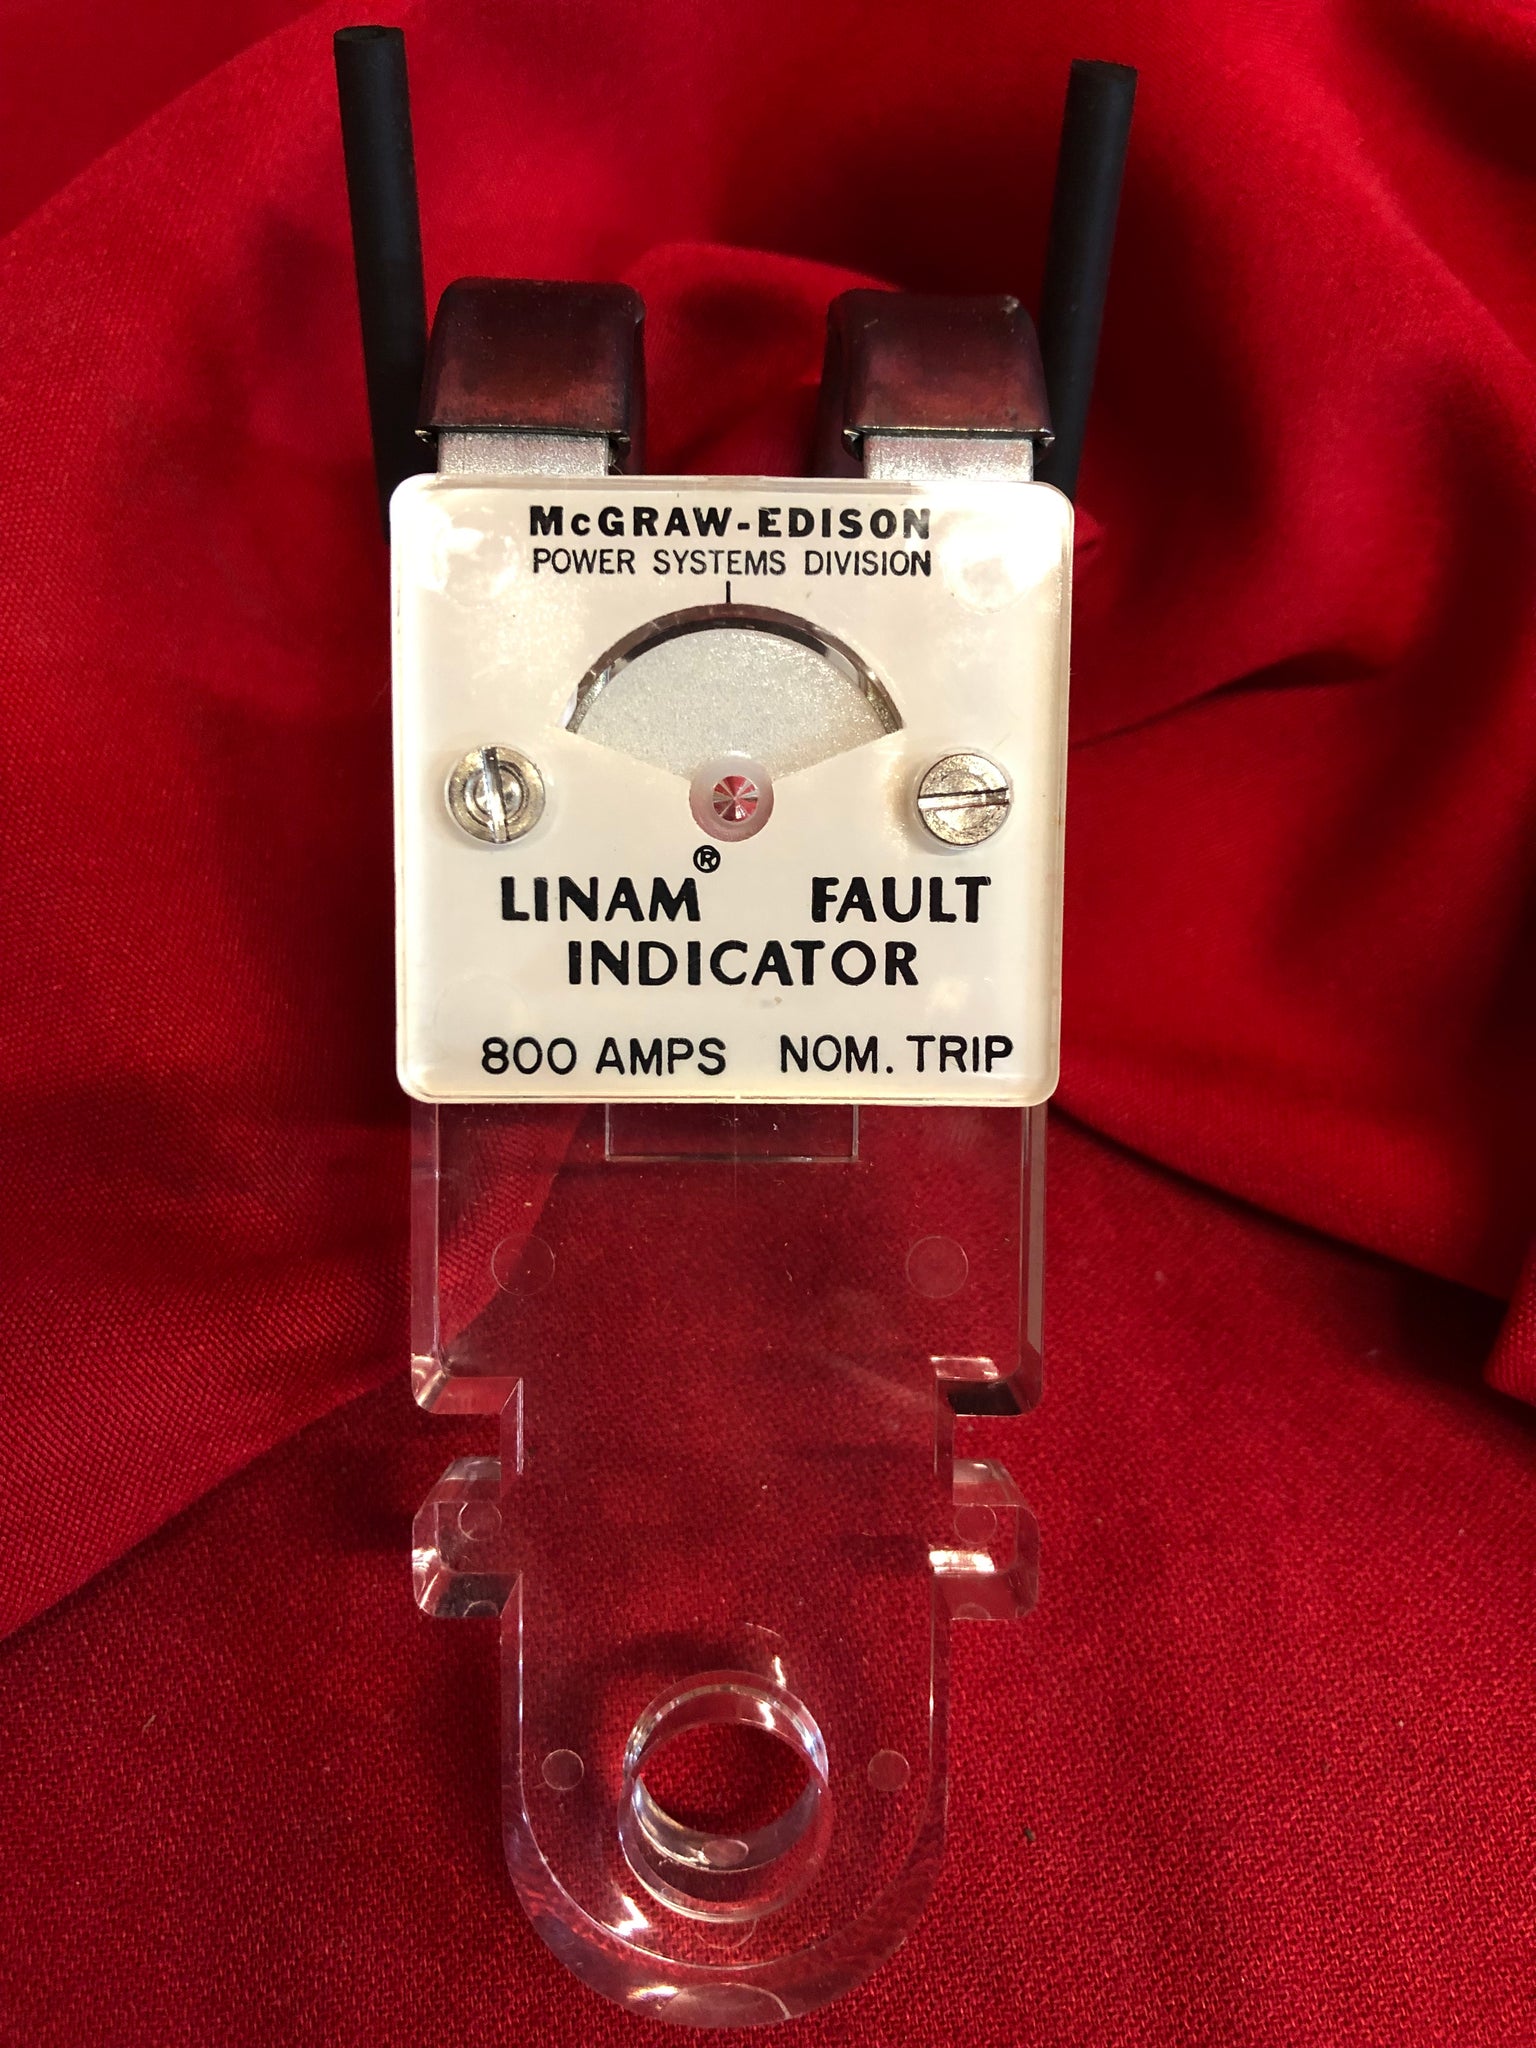 McGRAW-EDISON
POWER SYSTEMS DIVISION
LINAM® FAULT
INDICATOR
800 AMPS NOM. TRIP